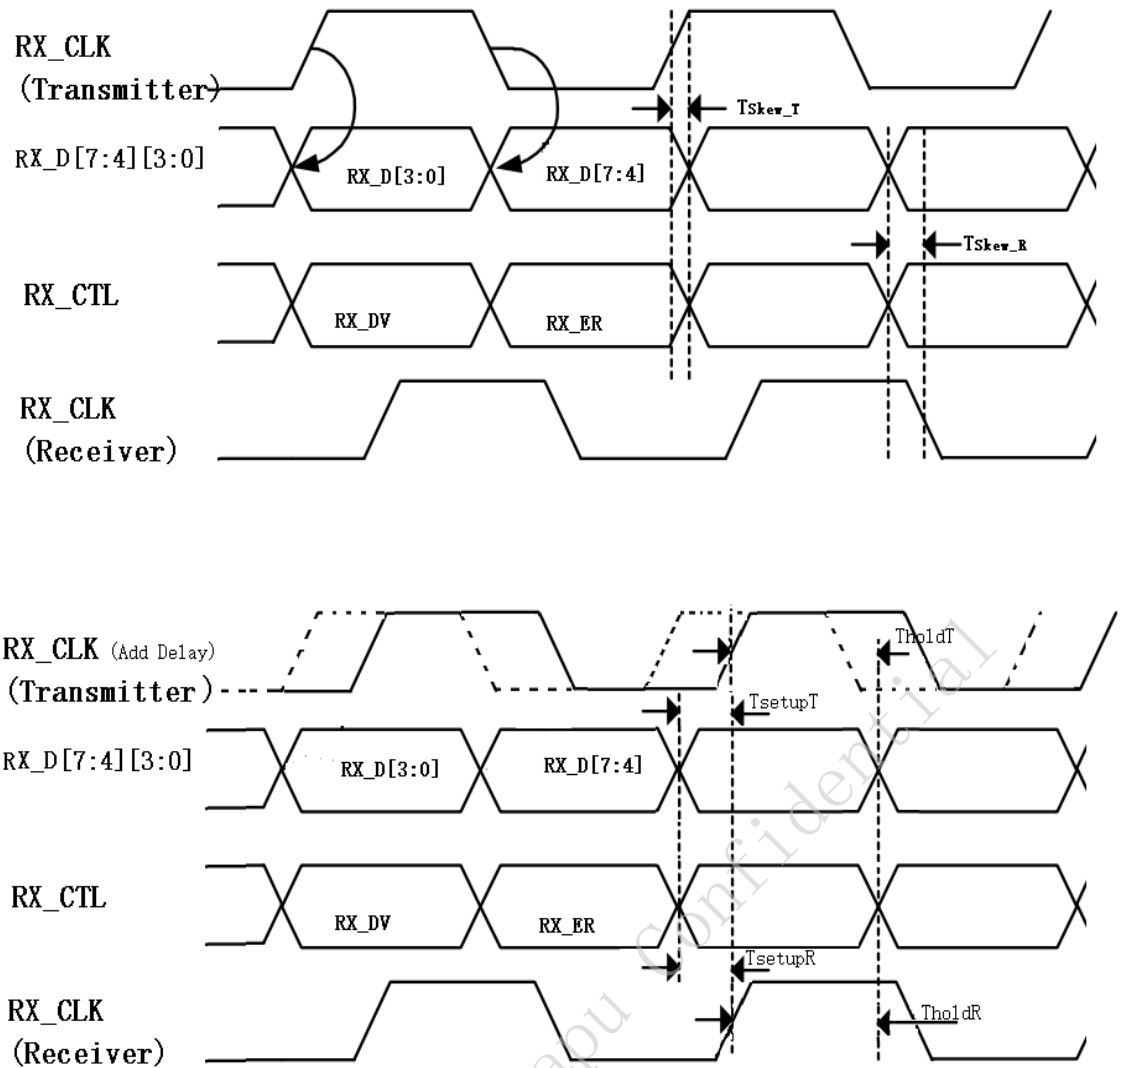 RX_CLK
(Transmitter)
TSkew_T
RX_D[7:4][3:0]
RX_D[3:0]
RX_D[7:4]
TSkew_R
RX_CTL
RX_DV
RX_ER
RX_CLK
(Receiver)
RX_CLK (Add Delay)
(Transmitter)
TholdT
TsetupT
RX_D[7:4][3:0]
RX_D[3:0]
RX_D[7:4]
RX_CTL
RX_DV
RX_ER
TsetupR
RX_CLK
(Receiver)
TholdR
Confidential